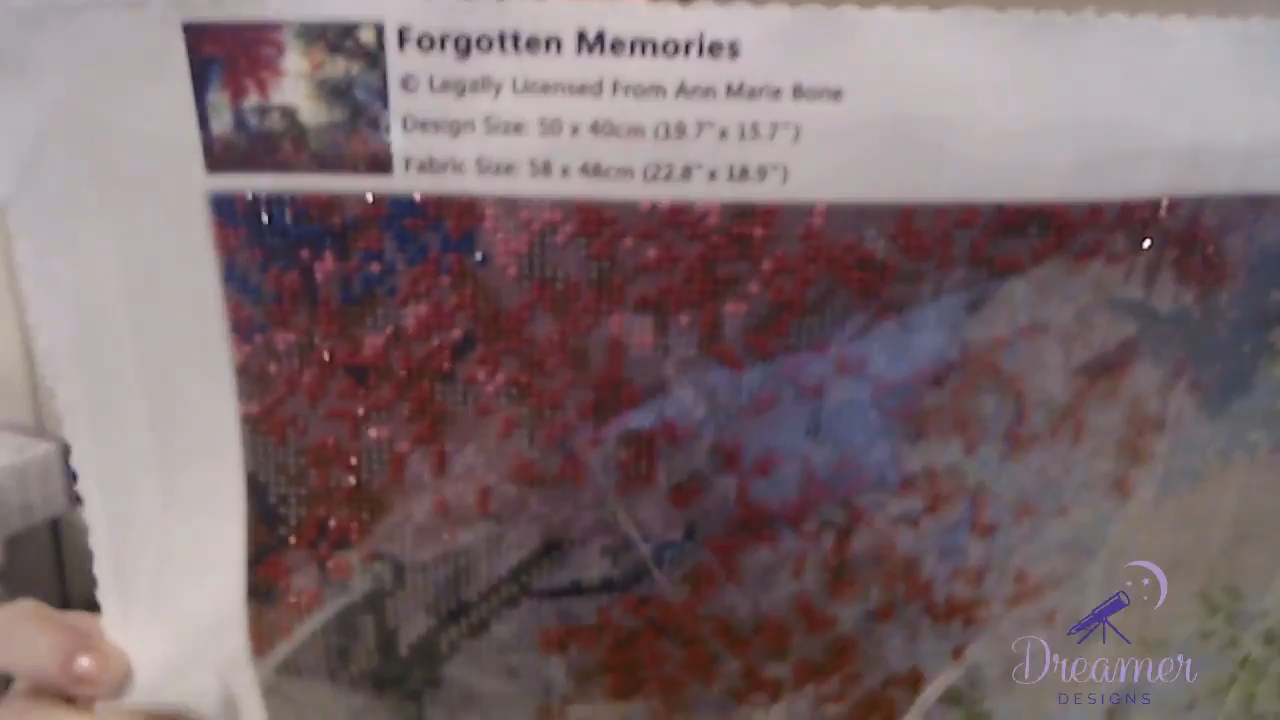 Forgotten Memories
© Legally Licensed From Ann Marie Bone
Design Size: 50 x 40cm (19.7" x 15.7")
Fabric Size: 58 x 48cm (22.8" x 18.9")
Dreamer
DESIGNS